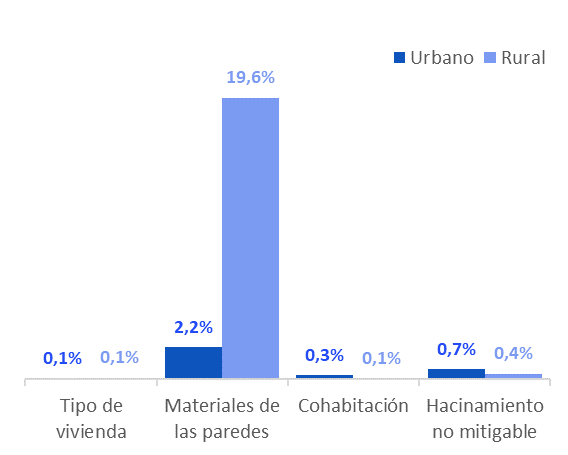 Urbano Rural
19,6%
2,2%
0,1% 0,1%
0,3% 0,1%
0,7% 0,4%
Tipo de
vivienda
Materiales de
las paredes
Cohabitación
Hacinamiento
no mitigable